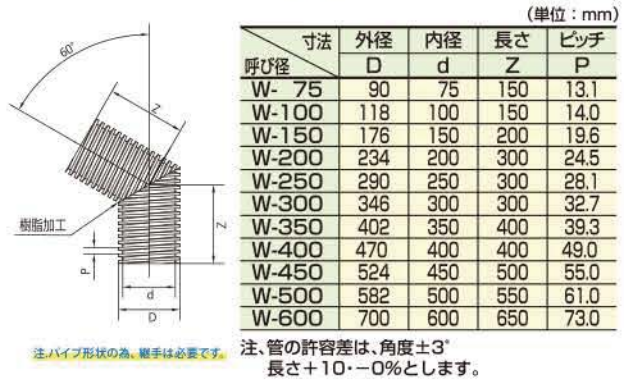 (単位：mm)
寸法 外径 内径 長さ ピッチ
呼び径 D d Z P
W- 75 90 75 150 13.1
W-100 118 100 150 14.0
W-150 176 150 200 19.6
W-200 234 200 300 24.5
W-250 290 250 300 28.1
W-300 346 300 300 32.7
W-350 402 350 400 39.3
W-400 470 400 400 49.0
W-450 524 450 500 55.0
W-500 582 500 550 61.0
W-600 700 600 650 73.0
注、管の許容差は、角度±3°
長さ+10・-0%とします。
60°
Z
樹脂加工
Z
P
d
D
注.パイプ形状の為、継手は必要です。